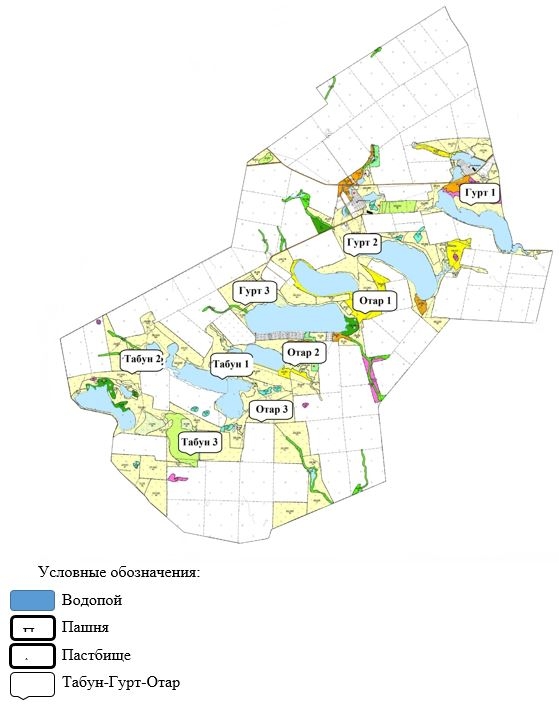 Гурт 1
Гурт 2
Гурт 3
Отар 1
Табун 2
Табун 1
Отар 2
Отар 3
Табун 3
Условные обозначения:
Водопой
Пашня
Пастбище
Табун-Гурт-Отар